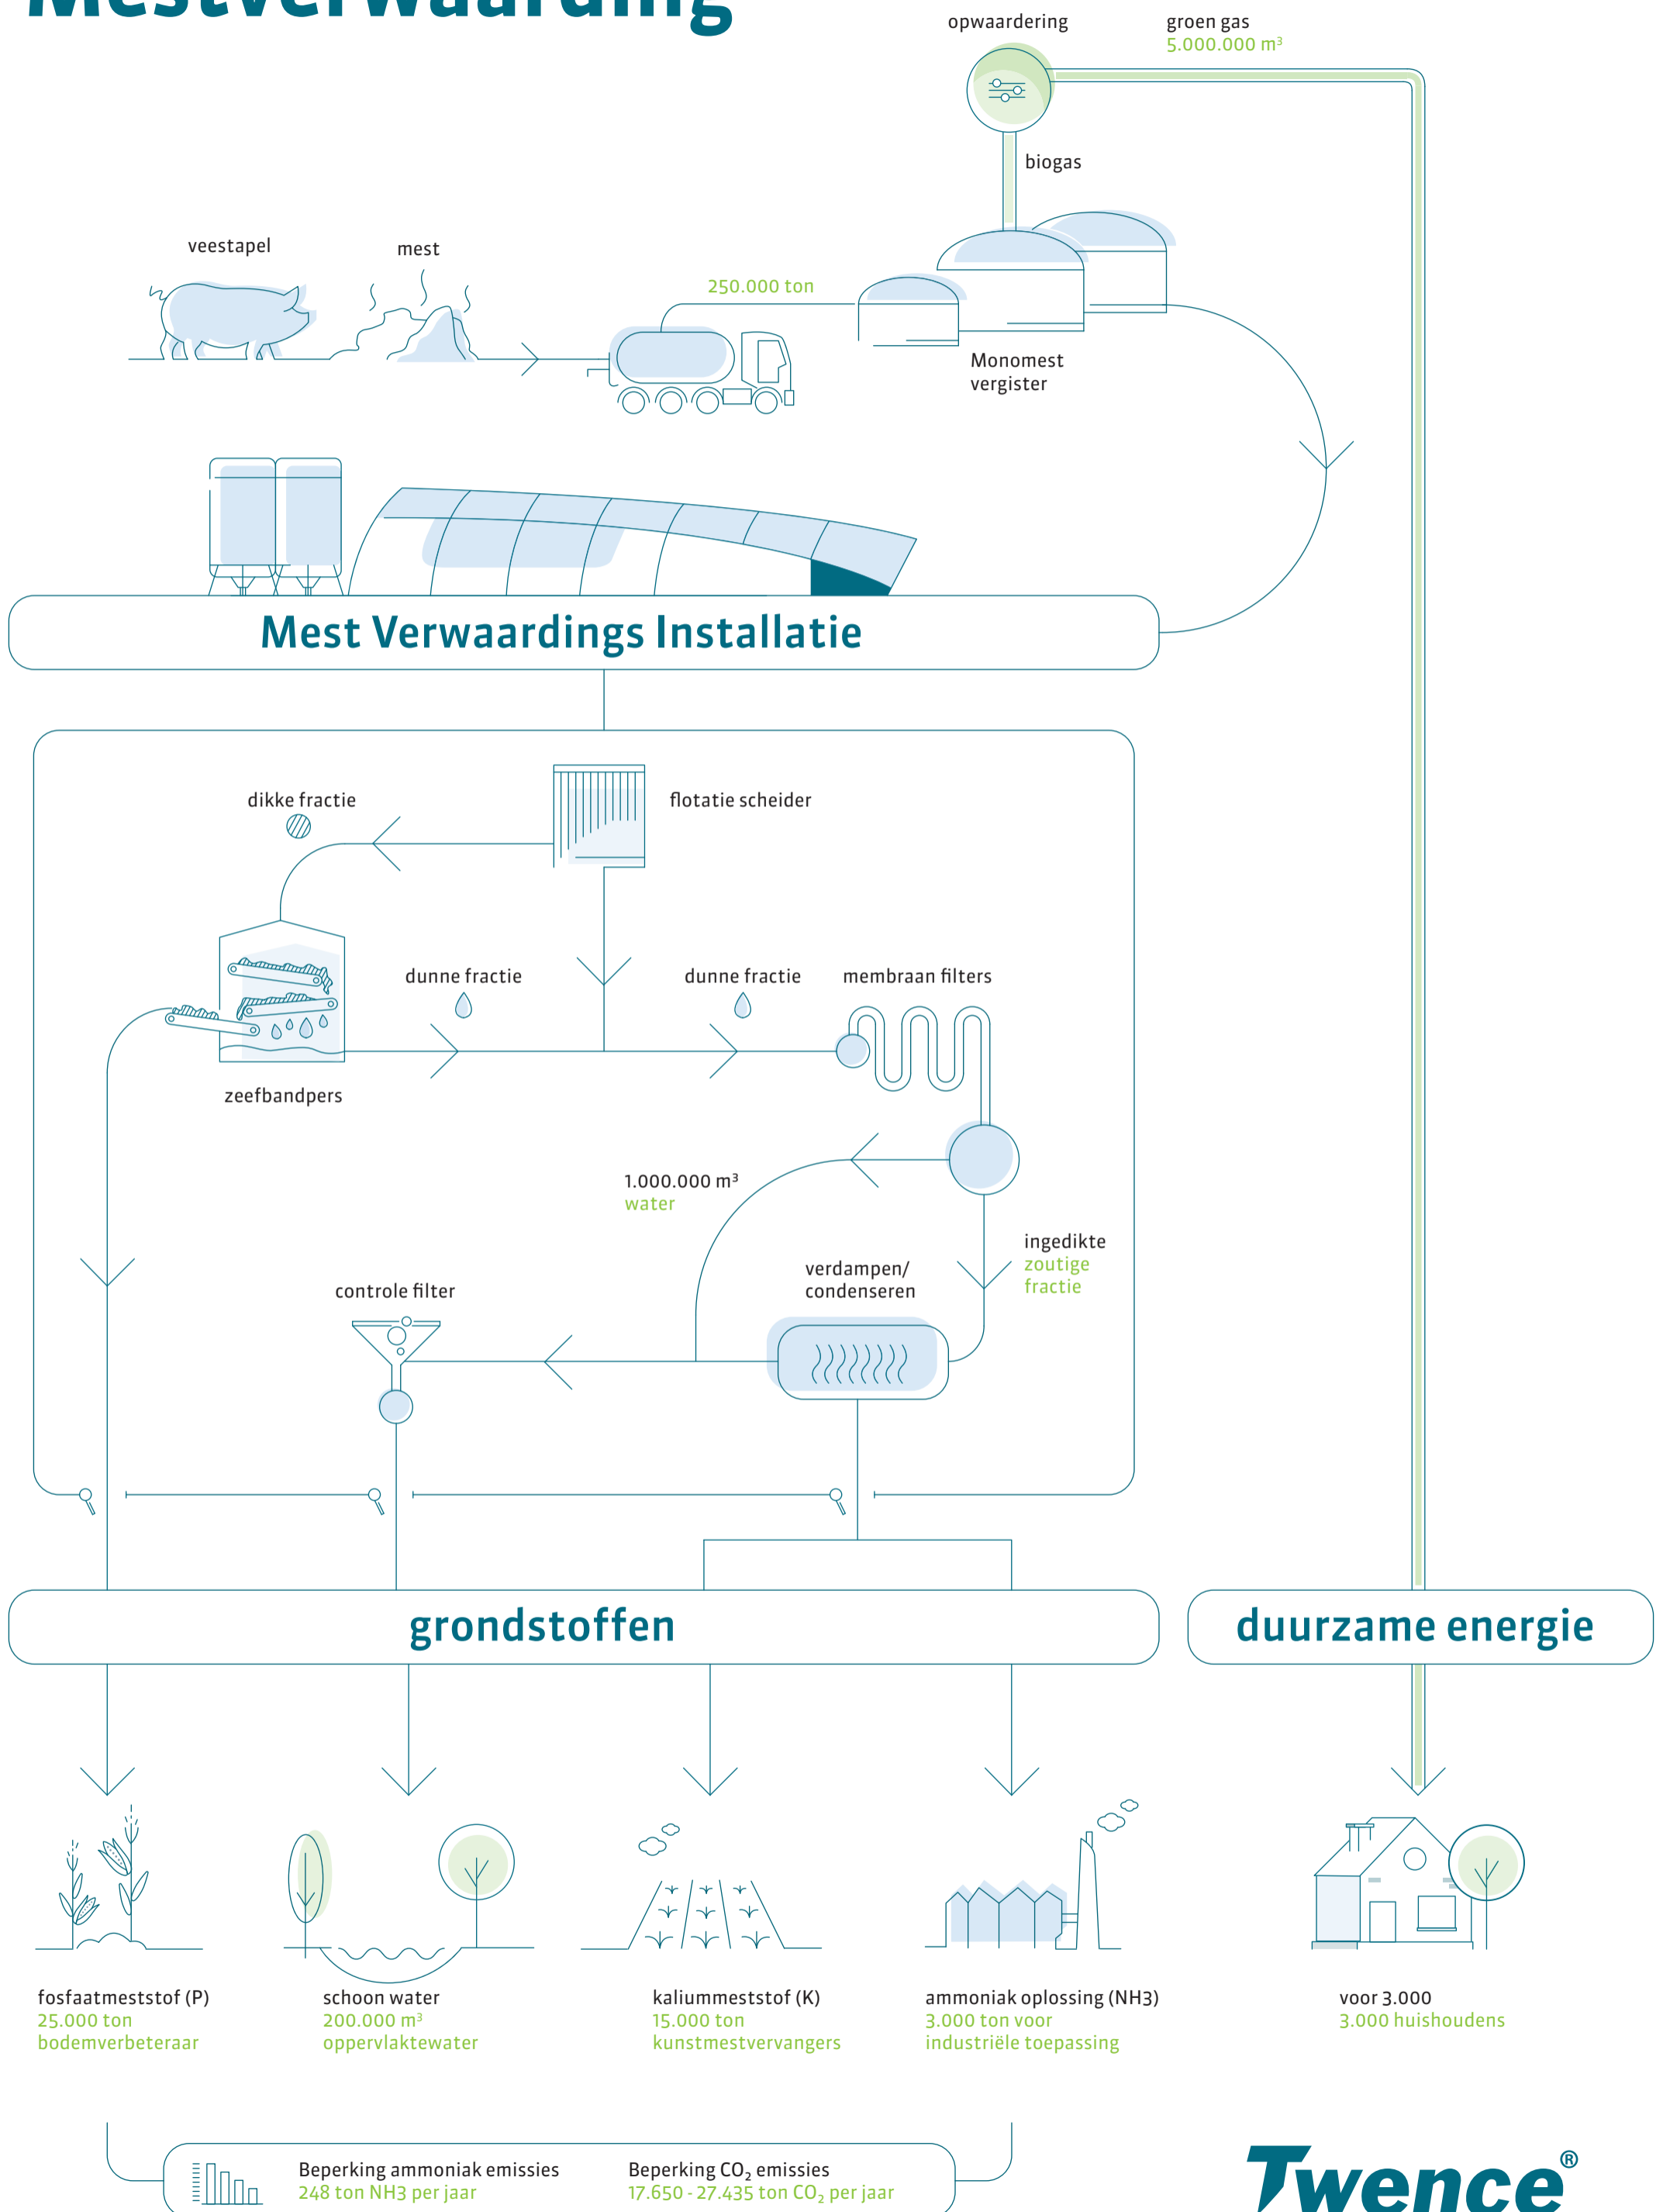 Mestverwaarding
opwaardering
groen gas
5.000.000 m³
biogas
veestapel
mest
250.000 ton
Monomest
vergister
Mest Verwaardings Installatie
dikke fractie
flotatie scheider
dunne fractie
dunne fractie
membraan filters
zeefbandpers
1.000.000 m³
water
ingedikte
zoutige
fractie
verdampen/
condenseren
controle filter
grondstoffen
duurzame energie
fosfaatmeststof (P)
25.000 ton
bodemverbeteraar
schoon water
200.000 m³
oppervlaktewater
kaliummeststof (K)
15.000 ton
kunstmestvervangers
ammoniak oplossing (NH3)
3.000 ton voor
industriële toepassing
voor 3.000
3.000 huishoudens
Beperking ammoniak emissies
248 ton NH3 per jaar
Beperking CO₂ emissies
17.650 - 27.435 ton CO₂ per jaar
Twence®